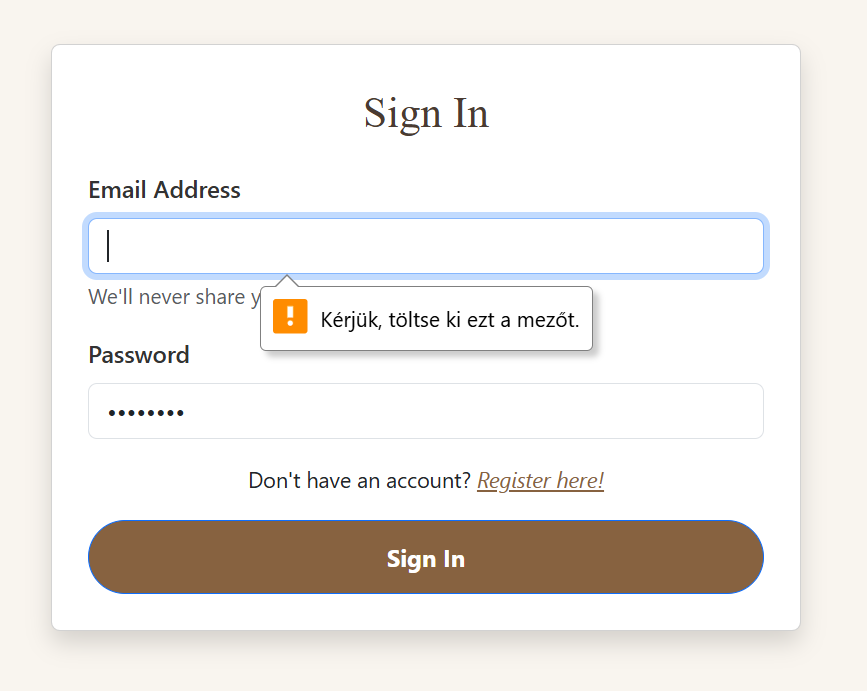 Sign In
Email Address
We'll never share
Kérjük, töltse ki ezt a mezőt.
Password
••••••••
Don't have an account? Register here!
Sign In